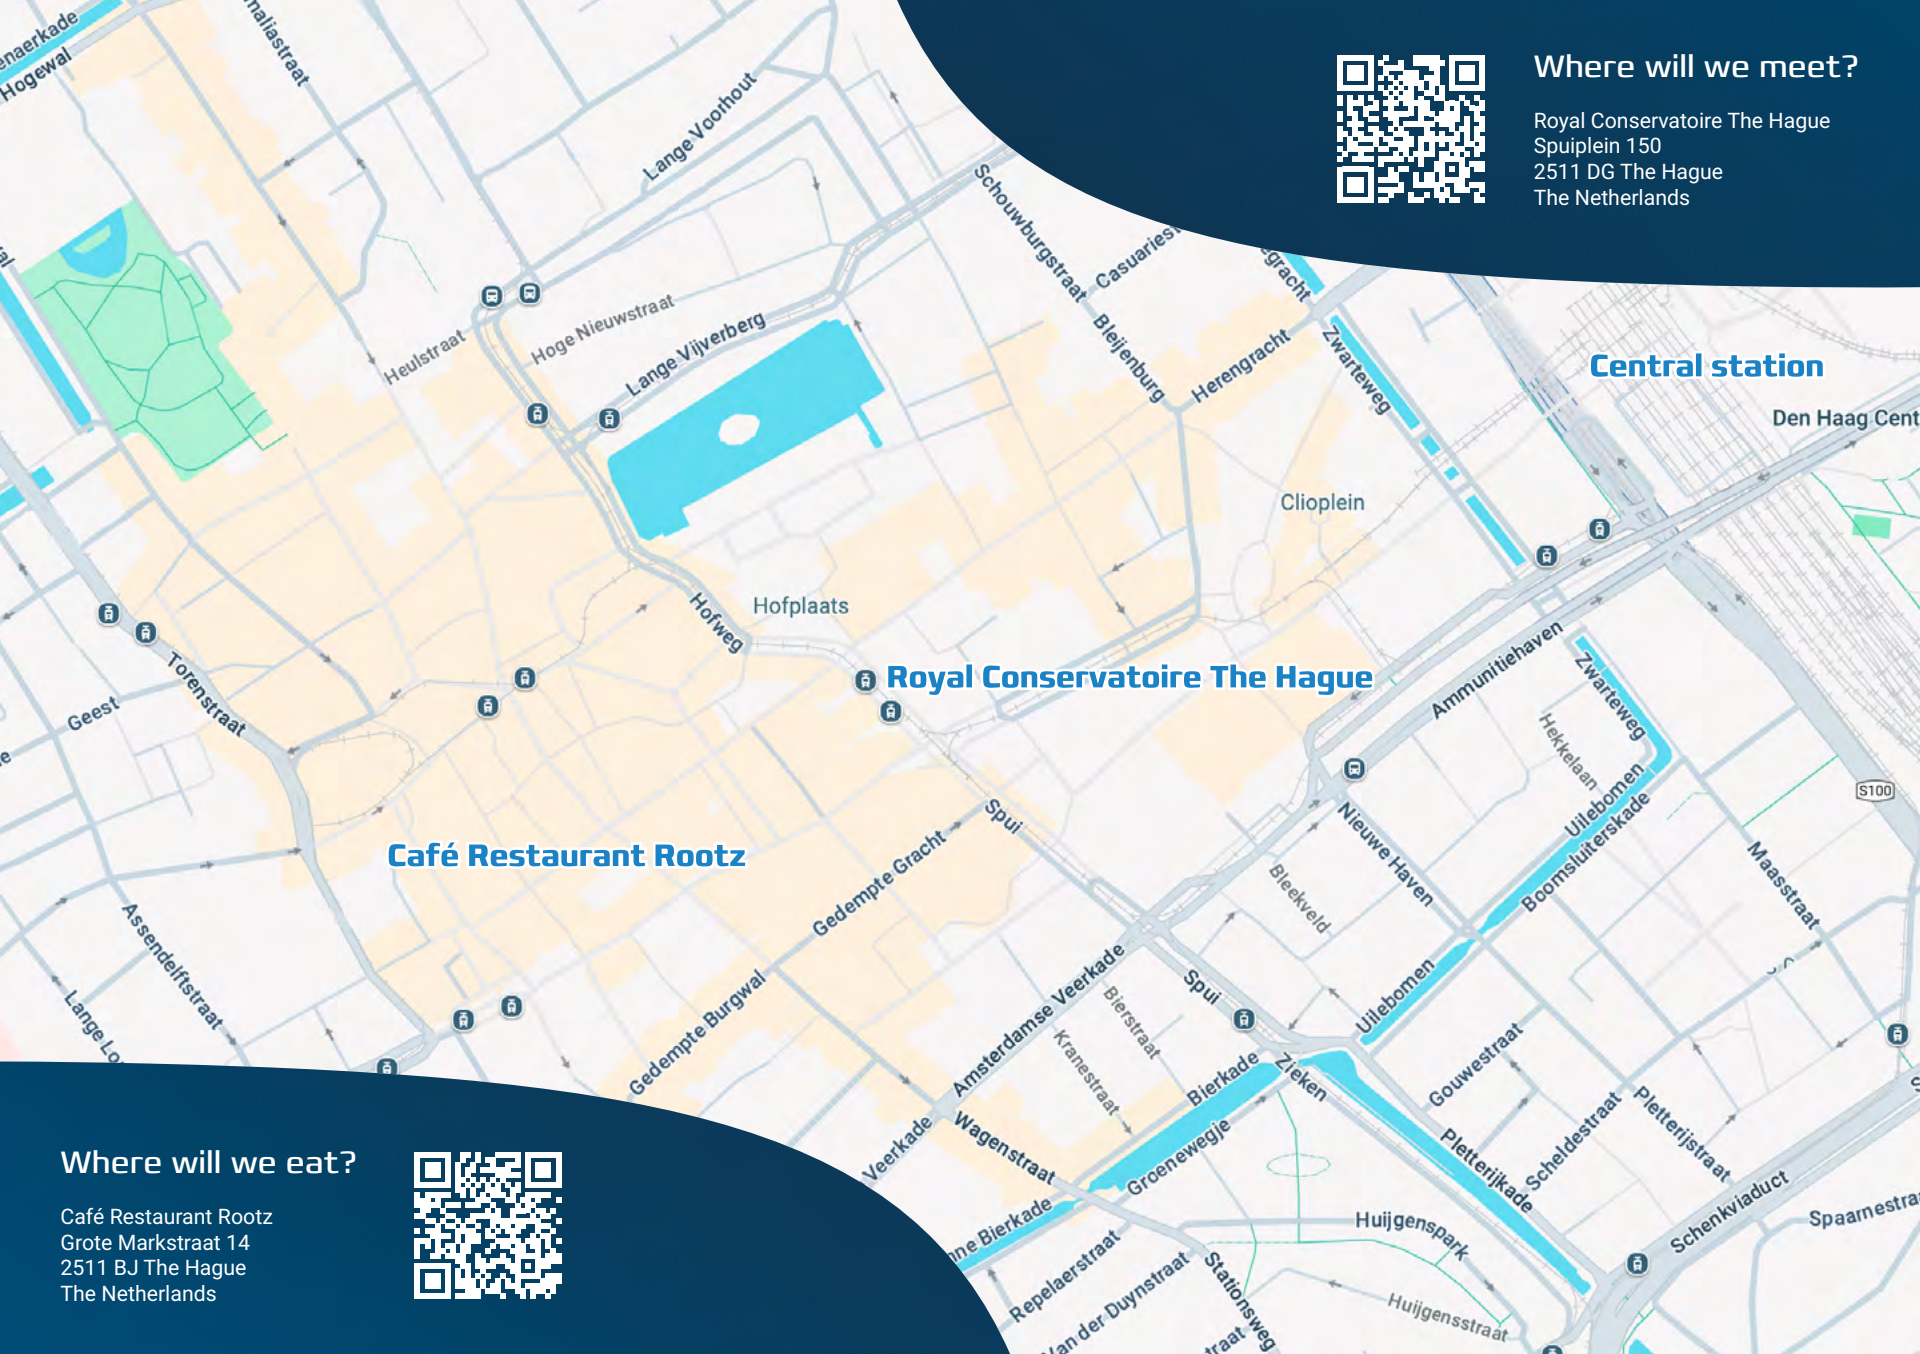 Where will we meet?
Royal Conservatoire The Hague
Spuiplein 150
2511 DG The Hague
The Netherlands
Hogewal
Lange Voorhout
Schouwburgstraat
Bleijenburg
Herengracht
Zwarteweg
Central station
Den Haag Cent
Heulstraat
Hoge Nieuwstraat
Lange Vijverberg
Clioplein
Hofweg
Hofplaats
Royal Conservatoire The Hague
Ammunitiehaven
Zwarteweg
Hekkelaan
Torenstraat
Geest
Uilebomen
Boomsluiterskade
S100
Café Restaurant Rootz
Spui
Gedempte Gracht
Nieuwe Haven
Bleekveld
Maasstraat
Assendelftstraat
Gedempte Burgwal
Amsterdamse Veerkade
Spui
Uilebomen
Bierstraat
Kranestraat
Bierkade
Zieken
Gouwestraat
Scheldestraat
Pletterijstraat
Pletterijkade
Veerkade
Wagenstraat
Groenewegje
Schenkviaduct
Huijgenspark
Huijgensstraat
Repelaerstraat
Stationsweg
Where will we eat?
Café Restaurant Rootz
Grote Markstraat 14
2511 BJ The Hague
The Netherlands